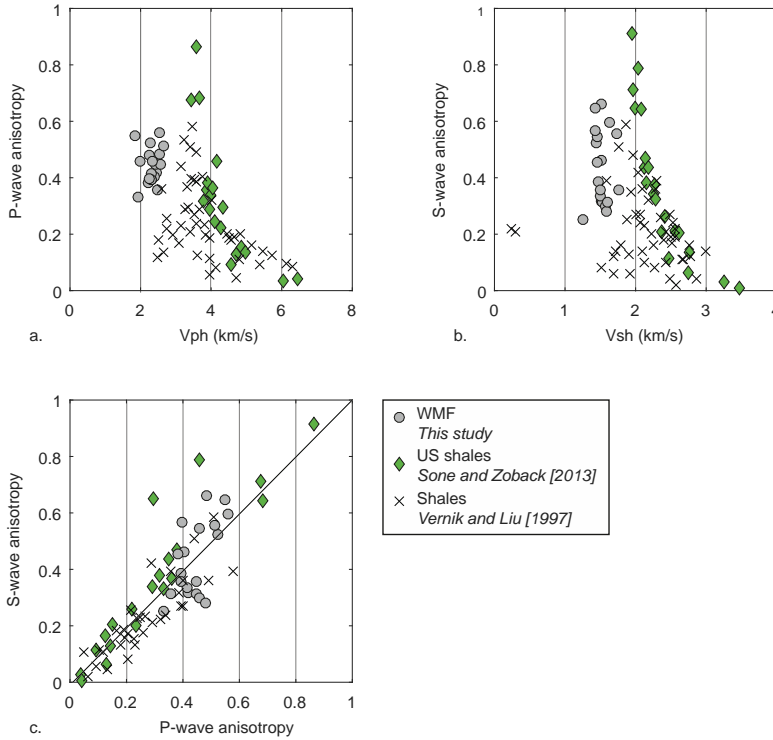 1
0.8
0.6
0.4
0.2
0
P-wave anisotropy
0 2 4 6 8
Vph (km/s)
a.
1
0.8
0.6
0.4
0.2
0
S-wave anisotropy
0 1 2 3 4
Vsh (km/s)
b.
1
0.8
0.6
0.4
0.2
0
S-wave anisotropy
0 0.2 0.4 0.6 0.8 1
P-wave anisotropy
c.
WMF
This study
US shales
Sone and Zoback [2013]
Shales
Vernik and Liu [1997]